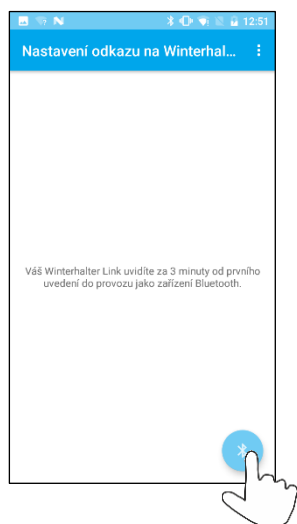 12:51
Nastavení odkazu na Winterhal...
Váš Winterhalter Link uvidíte za 3 minuty od prvního
uvedení do provozu jako zařízení Bluetooth.